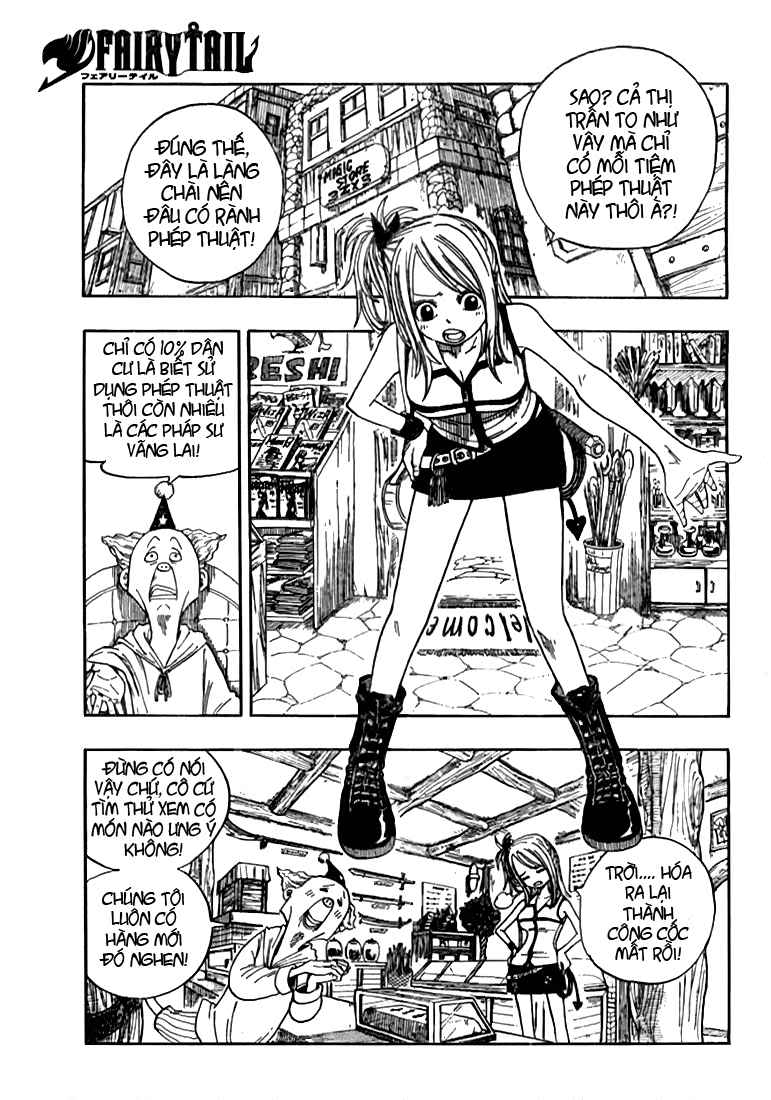 FAIRY TAIL
フェアリーテイル
SAO? CẢ THỊ
TRẤN TO NHƯ
VẬY MÀ CHỈ
CÓ MỖI TIỆM
PHÉP THUẬT
NÀY THÔI À?!
ĐÚNG THẾ,
ĐÂY LÀ LÀNG
CHÀI NÊN
ĐÂU CÓ RÀNH
PHÉP THUẬT!
MAGIC
STORE
CHỈ CÓ 10% DÂN
CƯ LÀ BIẾT SỬ
DỤNG PHÉP THUẬT
THÔI CÒN NHIỀU
LÀ CÁC PHÁP SƯ
VÃNG LAI!
RESHI
Welcome
ĐỪNG CÓ NÓI
VẬY CHỨ, CÔ CỨ
TÌM THỬ XEM CÓ
MÓN NÀO ƯNG Ý
KHÔNG!
CHÚNG TÔI
LUÔN CÓ
HÀNG MỚI
ĐÓ NGHEN!
TRỜI.... HÓA
RA LẠI
THÀNH
CÔNG CỐC
MẤT RỒI!